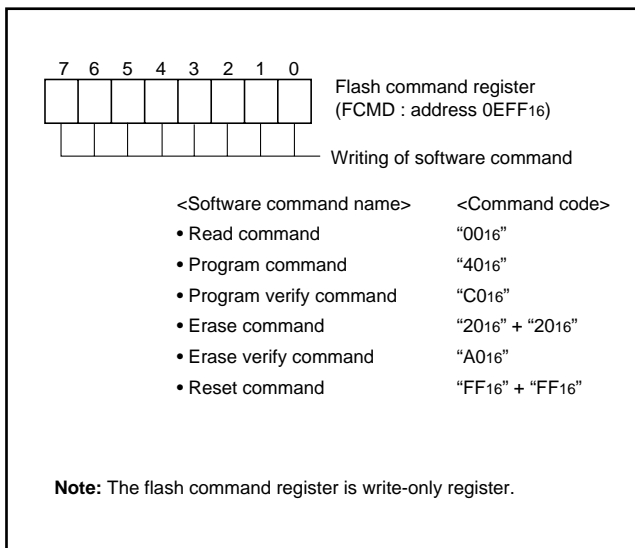 7 6 5 4 3 2 1 0
Flash command register
(FCMD : address 0EFF16)
Writing of software command
<Software command name> <Command code>
• Read command “0016”
• Program command “4016”
• Program verify command “C016”
• Erase command “2016” + “2016”
• Erase verify command “A016”
• Reset command “FF16” + “FF16”
Note: The flash command register is write-only register.